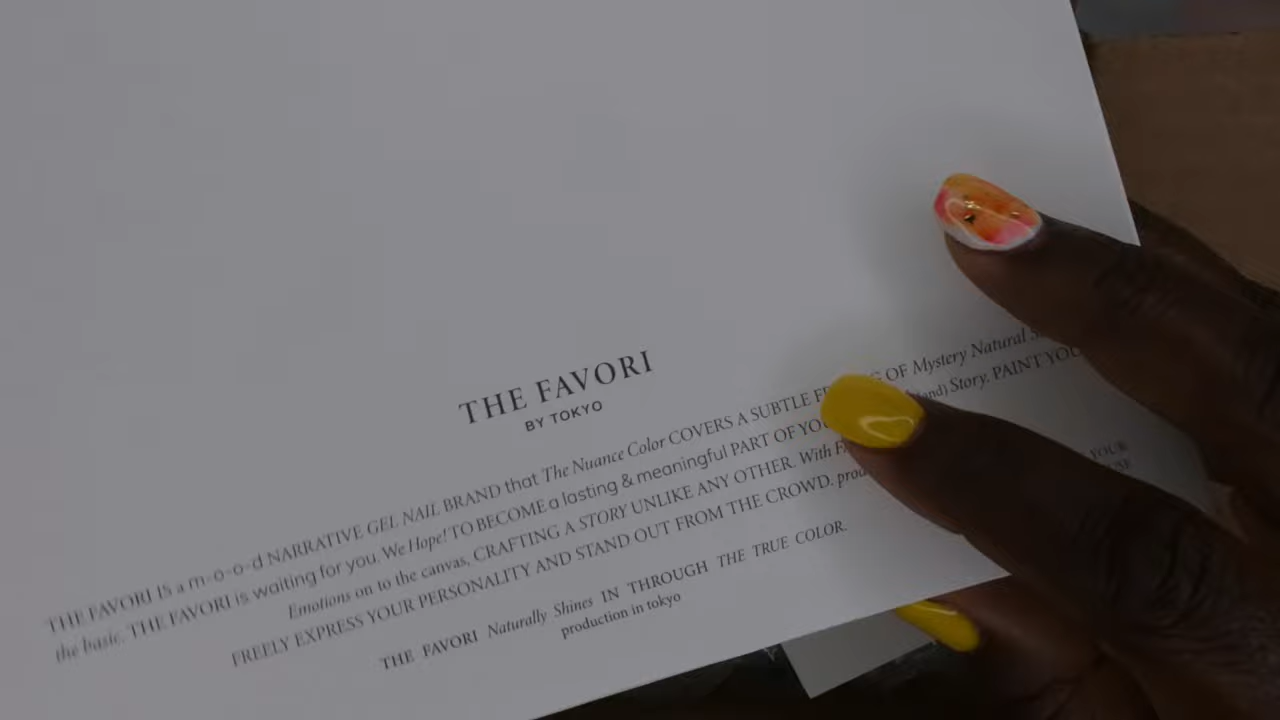 THE FAVORI
BY TOKYO
THE FAVORI IS a m-o-o-d NARRATIVE GEL NAIL BRAND that The Nuance Color COVERS A SUBTLE OF Mystery Natural
the basic. THE FAVORI is waiting for you. We Hope! TO BECOME a lasting & meaningful PART OF and) Story. PAINT YOU
Emotions on to the canvas, CRAFTING A STORY UNLIKE ANY OTHER. With YOUR
FREELY EXPRESS YOUR PERSONALITY AND STAND OUT FROM THE CROWD.
THE FAVORI Naturally Shines IN THROUGH THE TRUE COLOR.
production in tokyo